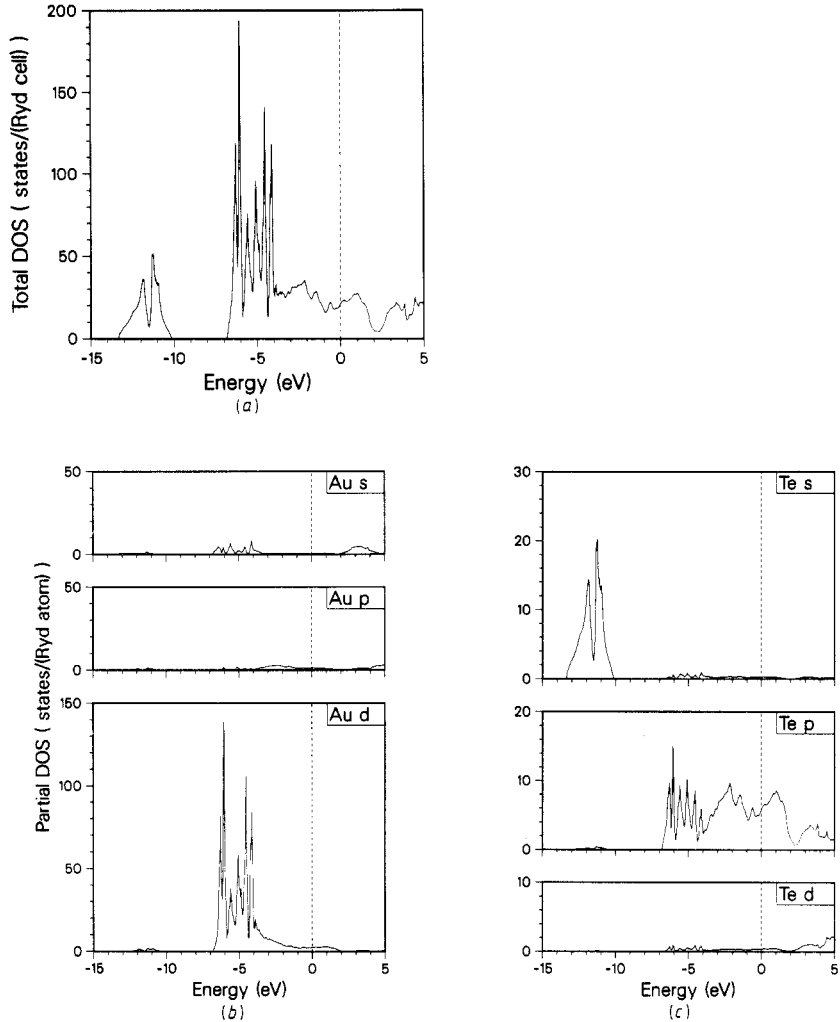 Total DOS ( states/(Ryd cell) )
200
150
100
50
0
-15 -10 -5 0 5
Energy (eV)
(a)
Partial DOS ( states/(Ryd atom) )
50
Au s
0
50
Au p
0
150
Au d
100
50
0
-15 -10 -5 0 5
Energy (eV)
(b)
30
Te s
20
10
0
20
Te p
10
0
10
Te d
0
-15 -10 -5 0 5
Energy (eV)
(c)